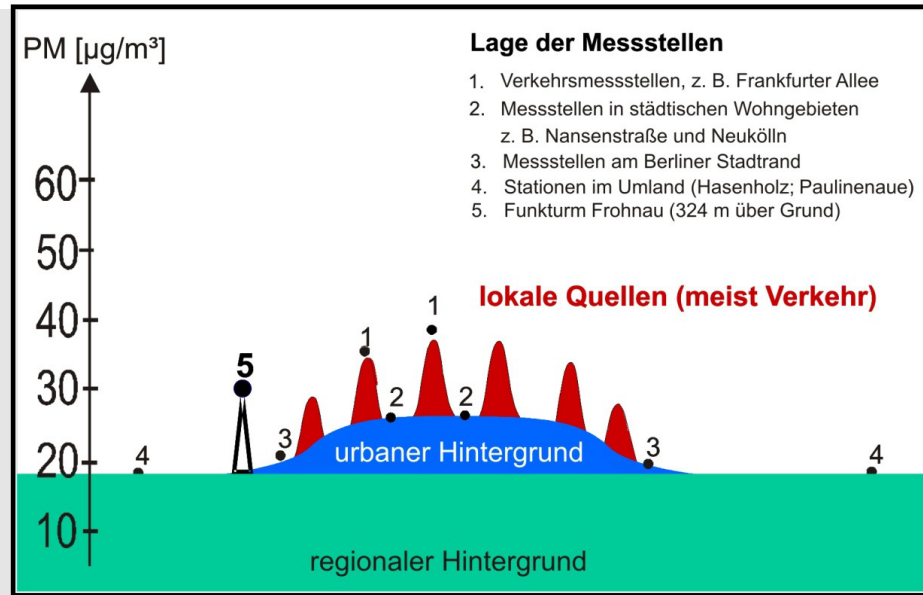 PM [µg/m³]
Lage der Messstellen
1. Verkehrsmessstellen, z. B. Frankfurter Allee
2. Messstellen in städtischen Wohngebieten
z. B. Nansenstraße und Neukölln
3. Messstellen am Berliner Stadtrand
4. Stationen im Umland (Hasenholz; Paulinenaue)
5. Funkturm Frohnau (324 m über Grund)
lokale Quellen (meist Verkehr)
60
50
40
30
20
10
1
1
5
2
2
3
3
4
4
urbaner Hintergrund
regionaler Hintergrund